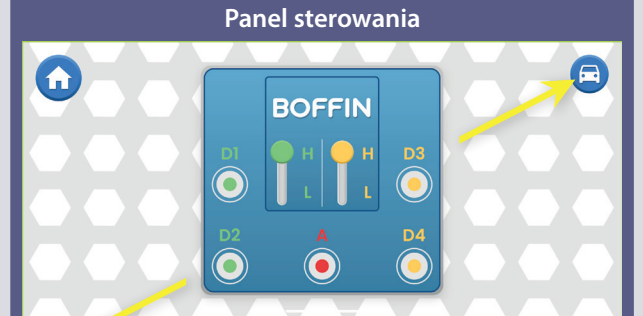 Panel sterowania
BOFFIN
D1 H H D3
L L
D2 A D4